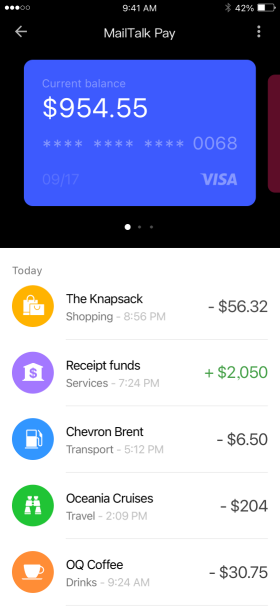 9:41 AM
42%
MailTalk Pay
Current balance
$954.55
**** **** **** 0068
09/17
VISA
Today
The Knapsack
- $56.32
Shopping - 8:56 PM
$
Receipt funds
+ $2,050
Services - 7:24 PM
Chevron Brent
- $6.50
Transport - 5:12 PM
Oceania Cruises
- $204
Travel - 2:09 PM
OQ Coffee
- $30.75
Drinks - 9:24 AM